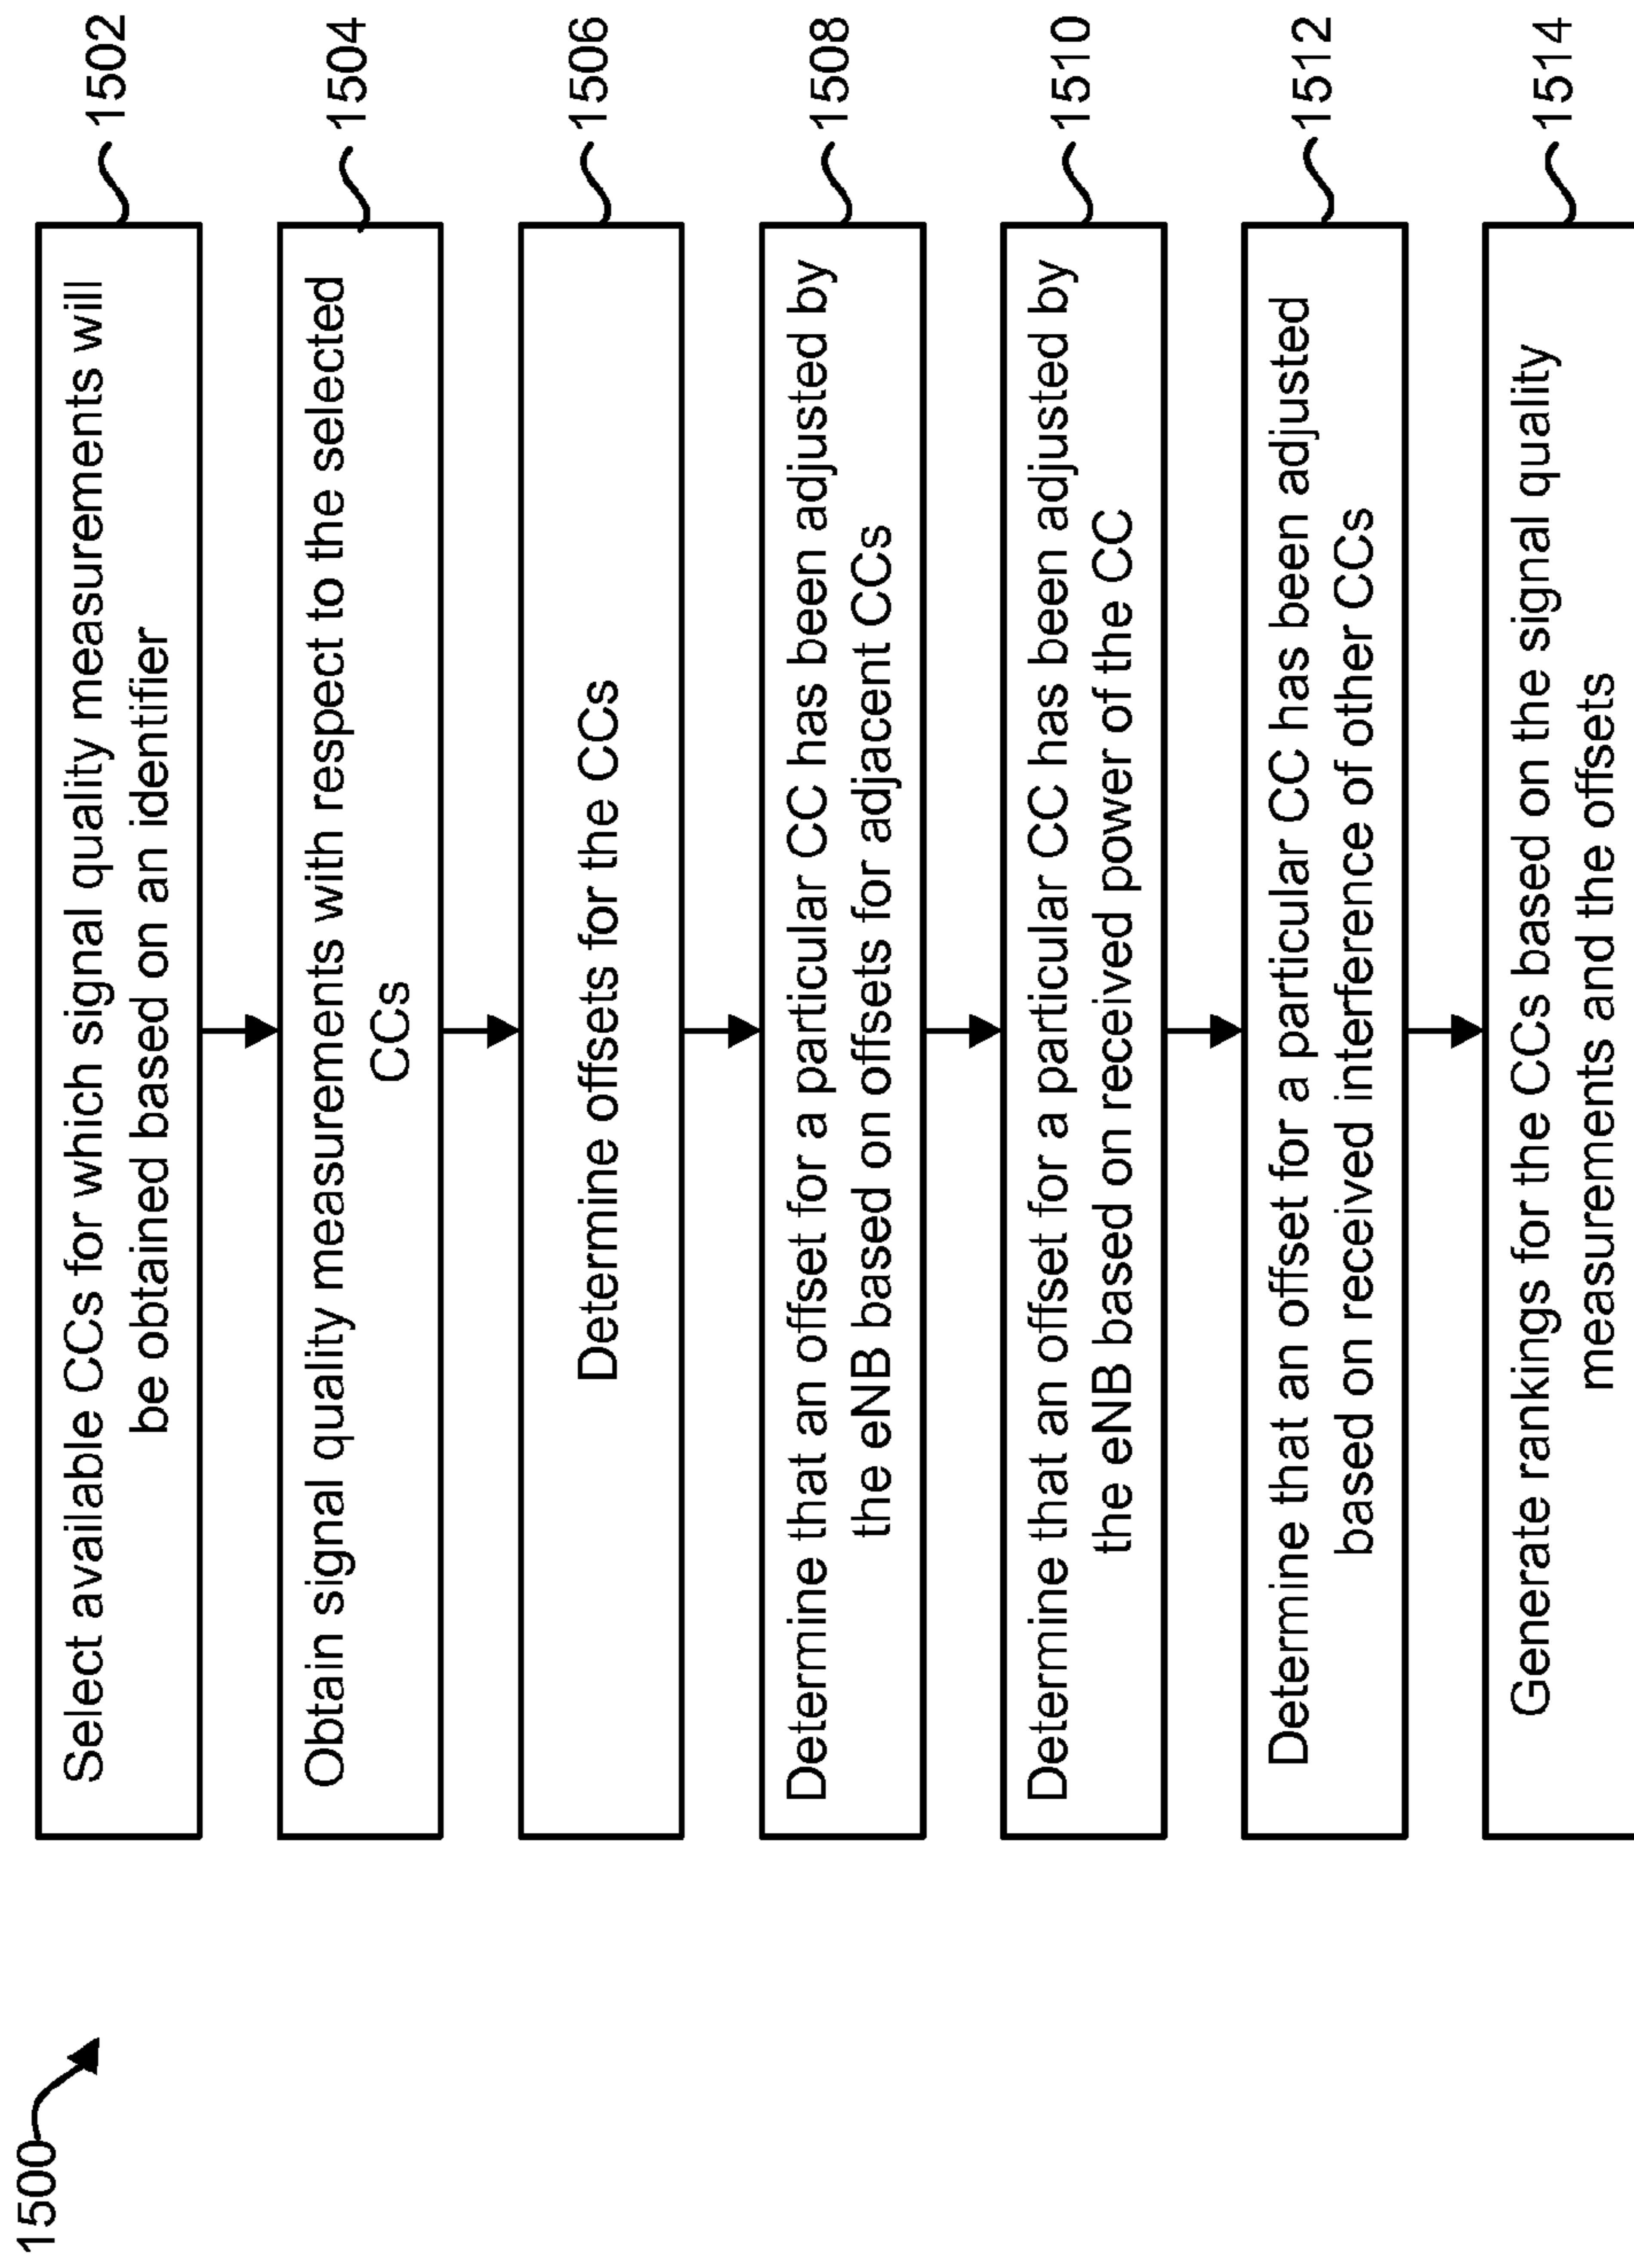 1500
Select available CCs for which signal quality measurements will
be obtained based on an identifier
1502
Obtain signal quality measurements with respect to the selected
CCs
1504
Determine offsets for the CCs
1506
Determine that an offset for a particular CC has been adjusted by
the eNB based on offsets for adjacent CCs
1508
Determine that an offset for a particular CC has been adjusted by
the eNB based on received power of the CC
1510
Determine that an offset for a particular CC has been adjusted
based on received interference of other CCs
1512
Generate rankings for the CCs based on the signal quality
measurements and the offsets
1514